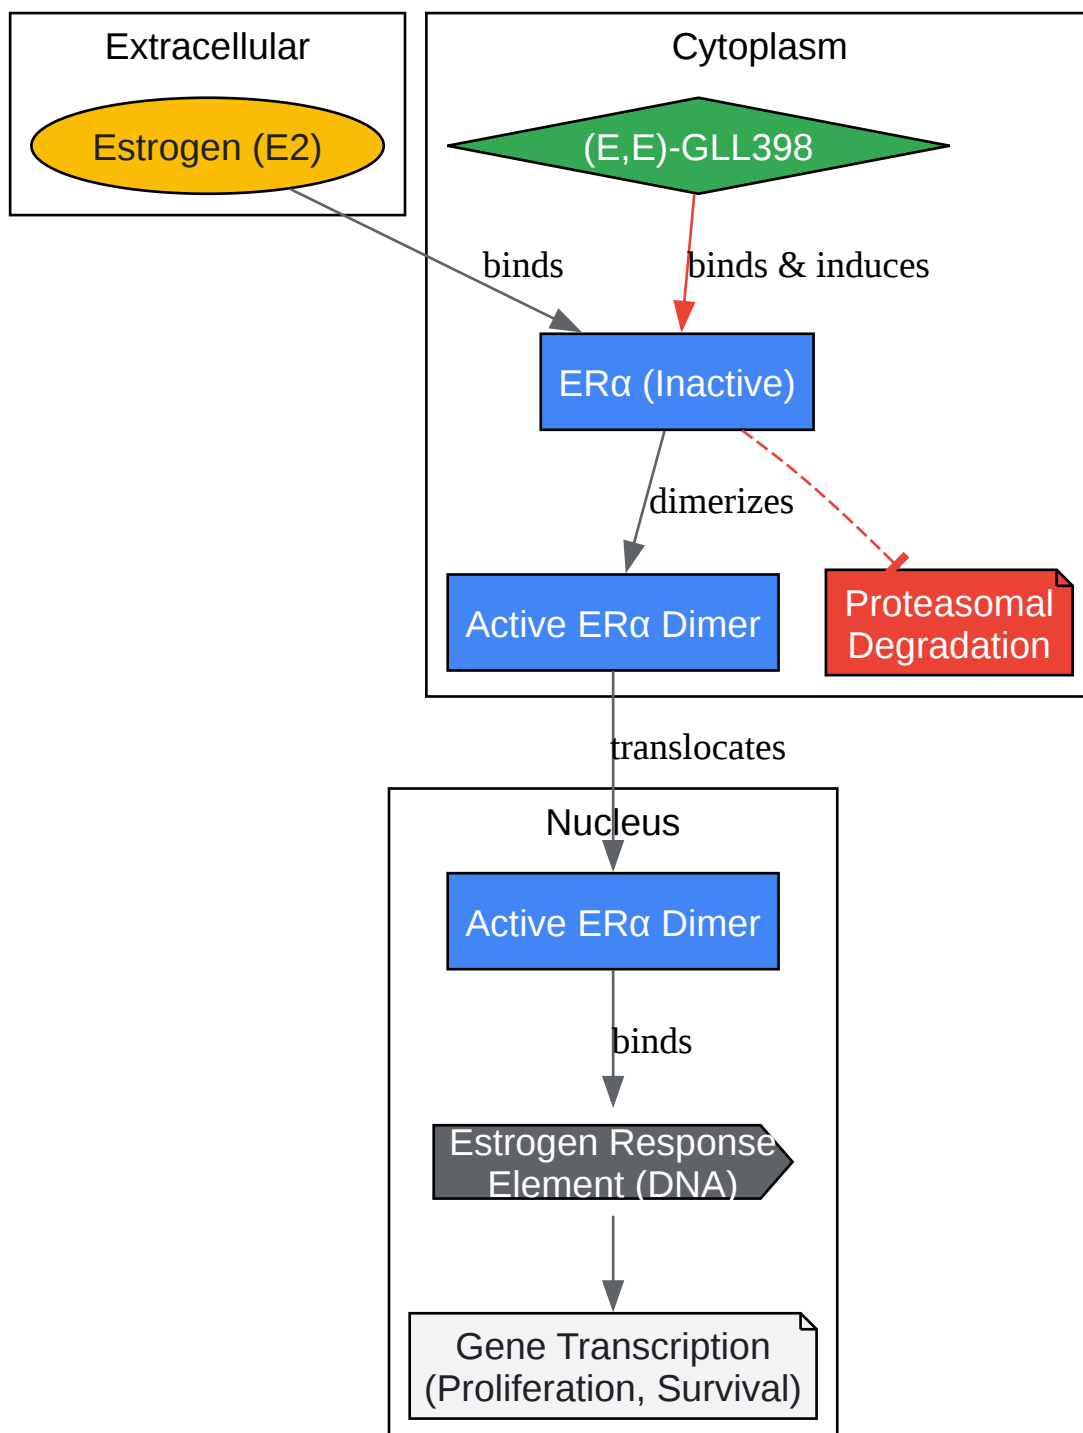 Extracellular
Cytoplasm
Estrogen (E2)
(E,E)-GLL398
binds
binds & induces
ERα (Inactive)
dimerizes
Active ERα Dimer
Proteasomal
Degradation
translocates
Nucleus
Active ERα Dimer
binds
Estrogen Response
Element (DNA)
Gene Transcription
(Proliferation, Survival)